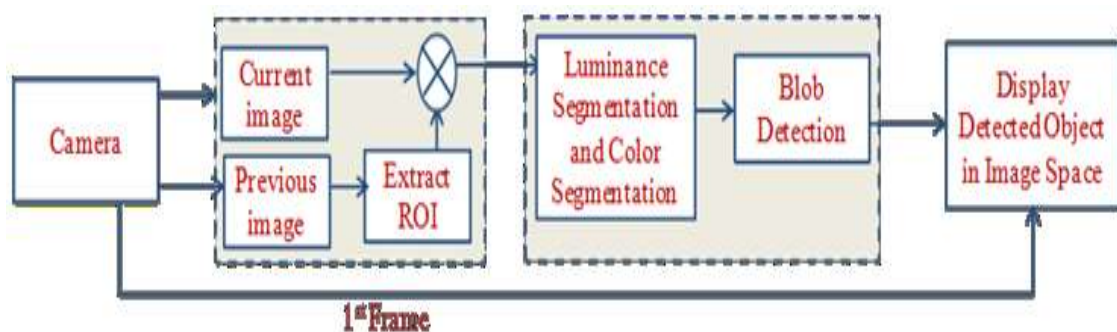 Camera
Current
image
Previous
image
Extract
ROI
Luminance
Segmentation
and Color
Segmentation
Blob
Detection
Display
Detected Object
in Image Space
1st Frame